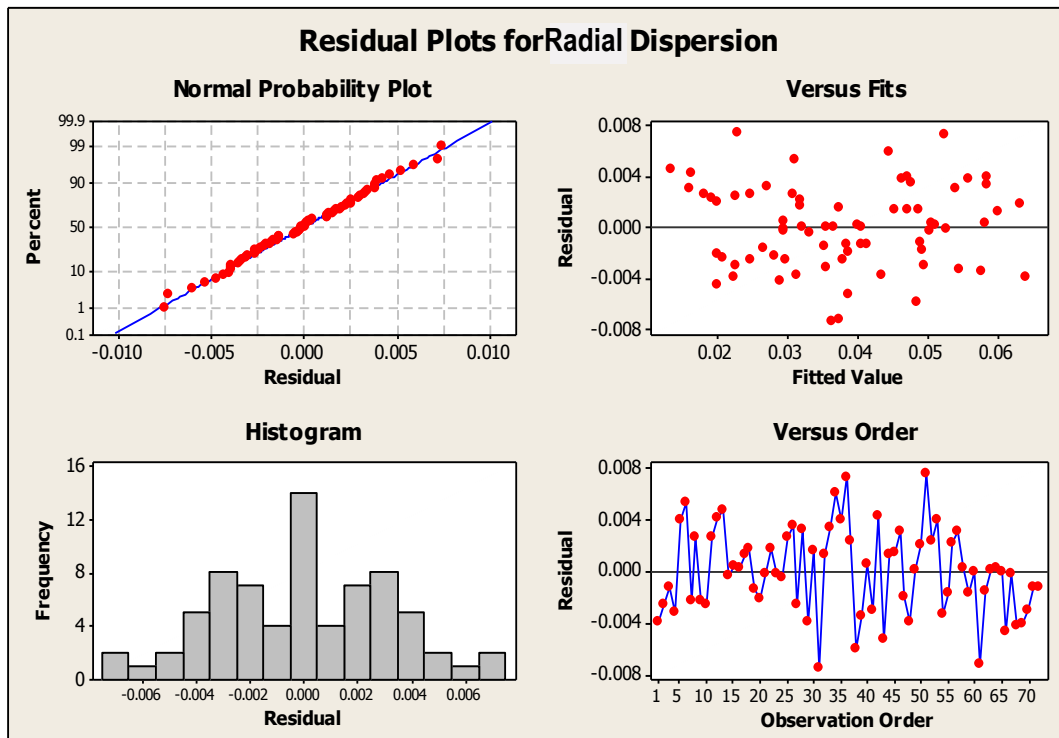 Residual Plots forRadial Dispersion
Normal Probability Plot
99.9
99
90
50
10
1
0.1
Percent
-0.010 -0.005 0.000 0.005 0.010
Residual
Versus Fits
0.008
0.004
0.000
-0.004
-0.008
Residual
0.02 0.03 0.04 0.05 0.06
Fitted Value
Histogram
16
12
8
4
0
Frequency
-0.006 -0.004 -0.002 0.000 0.002 0.004 0.006
Residual
Versus Order
0.008
0.004
0.000
-0.004
-0.008
Residual
1 5 10 15 20 25 30 35 40 45 50 55 60 65 70
Observation Order